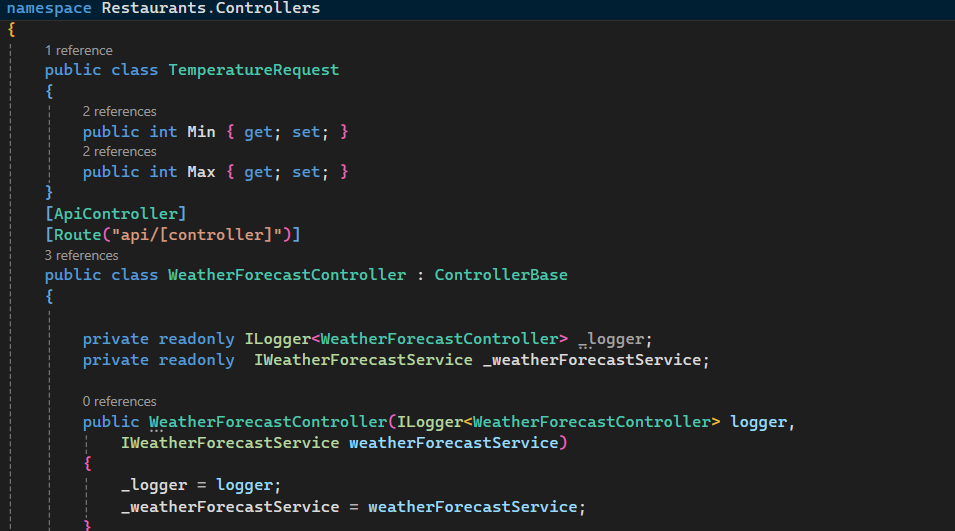 namespace Restaurants.Controllers
{
1 reference
public class TemperatureRequest
{
2 references
public int Min { get; set; }
2 references
public int Max { get; set; }
}
[ApiController]
[Route("api/[controller]")]
3 references
public class WeatherForecastController : ControllerBase
{
private readonly ILogger<WeatherForecastController> _logger;
private readonly  IWeatherForecastService _weatherForecastService;
0 references
public WeatherForecastController(ILogger<WeatherForecastController> logger,
IWeatherForecastService weatherForecastService)
{
_logger = logger;
_weatherForecastService = weatherForecastService;
}